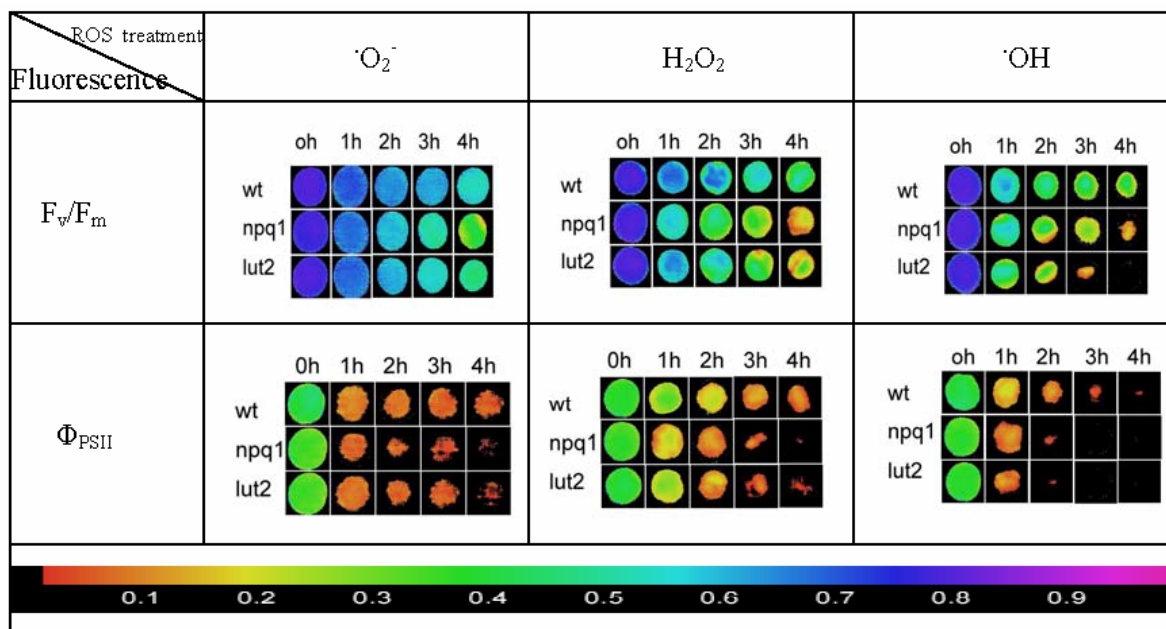 ROS treatment
Fluorescence
·O₂⁻
H₂O₂
·OH
Fᵥ/Fₘ
oh 1h 2h 3h 4h
wt
npq1
lut2
oh 1h 2h 3h 4h
wt
npq1
lut2
oh 1h 2h 3h 4h
wt
npq1
lut2
Φ_PSII
0h 1h 2h 3h 4h
wt
npq1
lut2
0h 1h 2h 3h 4h
wt
npq1
lut2
oh 1h 2h 3h 4h
wt
npq1
lut2
0.1 0.2 0.3 0.4 0.5 0.6 0.7 0.8 0.9